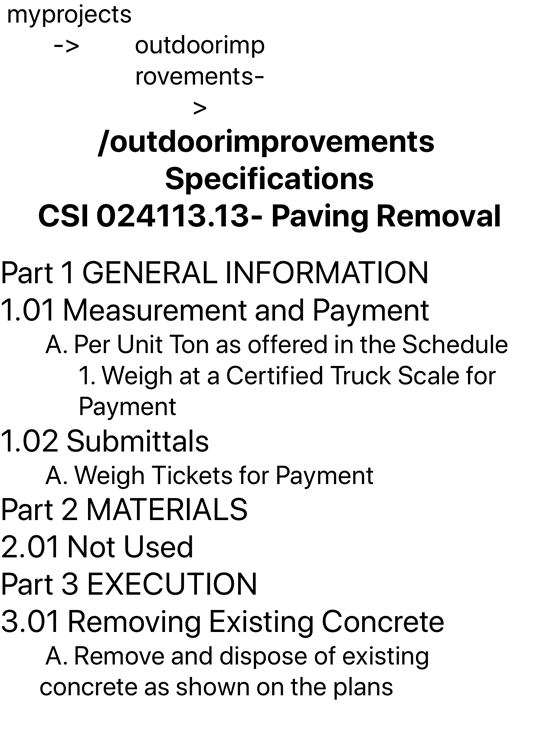 myprojects
-> outdoorimp
rovements-
>
/outdoorimprovements
Specifications
CSI 024113.13- Paving Removal
Part 1 GENERAL INFORMATION
1.01 Measurement and Payment
A. Per Unit Ton as offered in the Schedule
1. Weigh at a Certified Truck Scale for
Payment
1.02 Submittals
A. Weigh Tickets for Payment
Part 2 MATERIALS
2.01 Not Used
Part 3 EXECUTION
3.01 Removing Existing Concrete
A. Remove and dispose of existing
concrete as shown on the plans